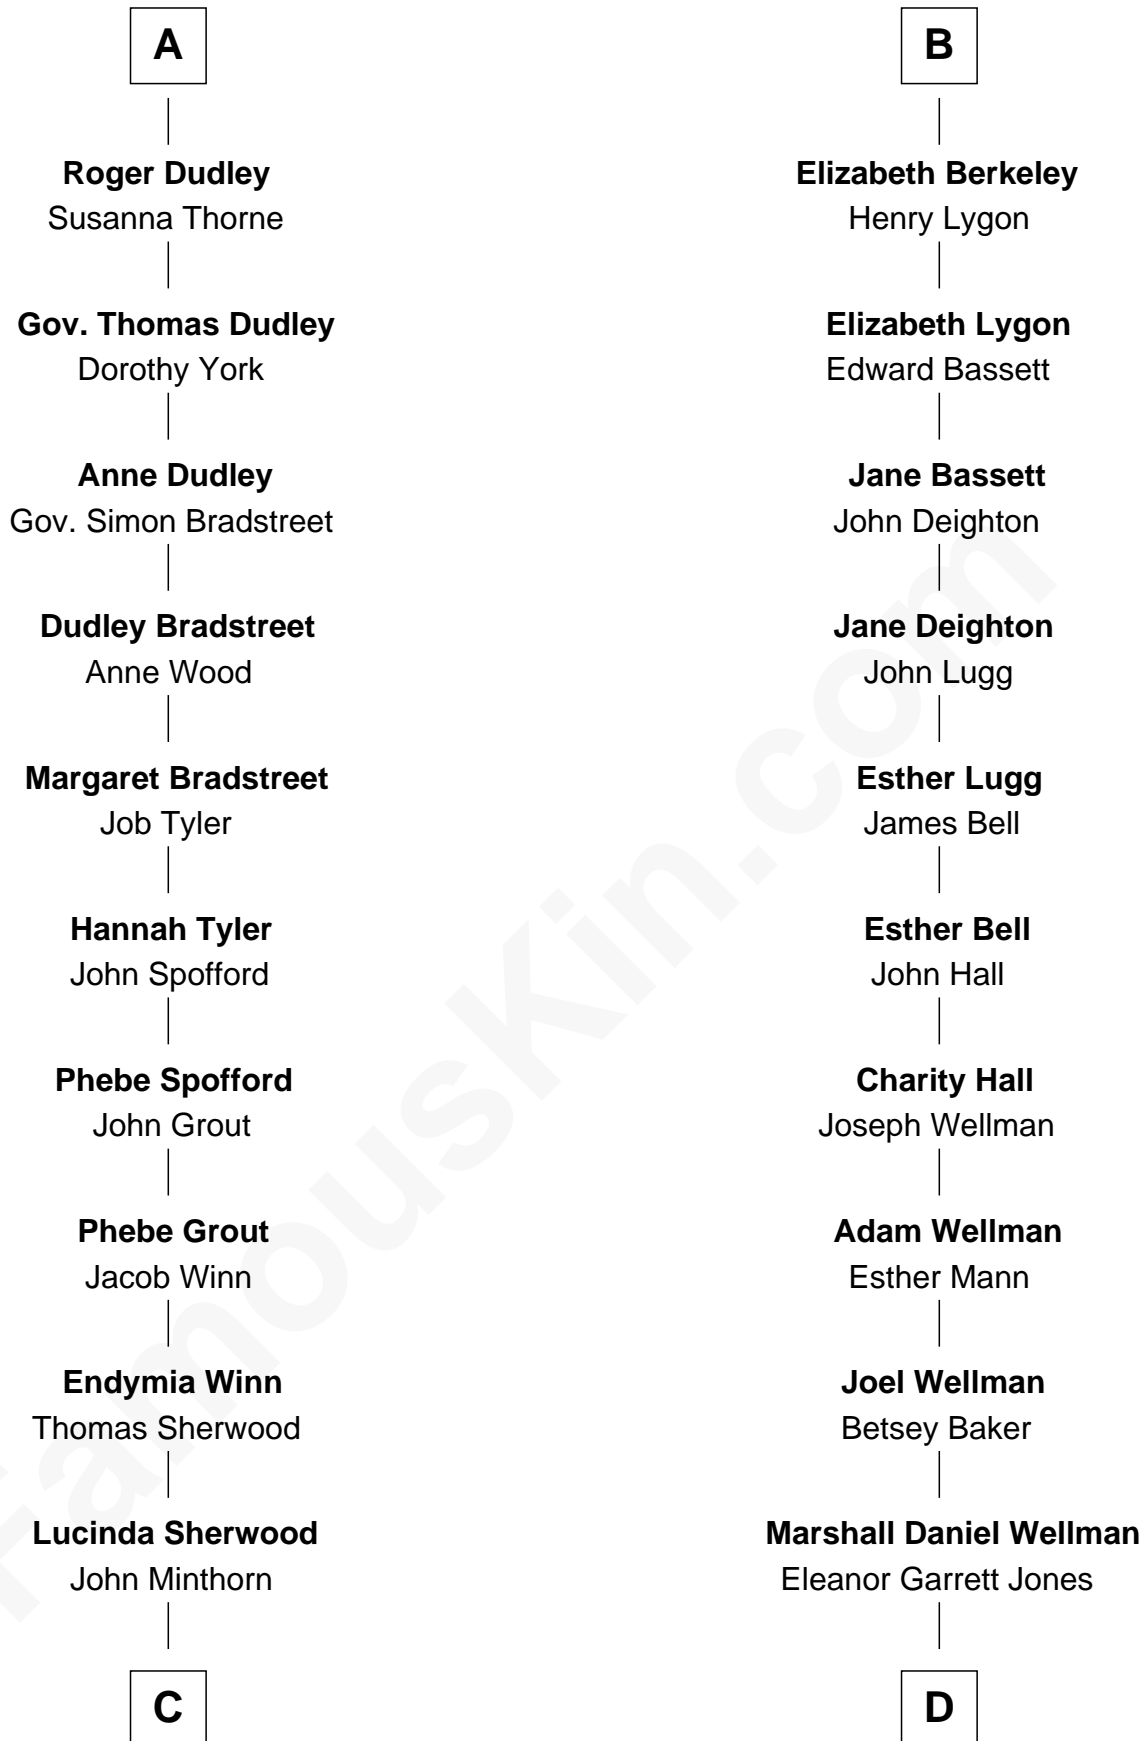 A
Roger Dudley
Susanna Thorne
Gov. Thomas Dudley
Dorothy York
Anne Dudley
Gov. Simon Bradstreet
Dudley Bradstreet
Anne Wood
Margaret Bradstreet
Job Tyler
Hannah Tyler
John Spofford
Phebe Spofford
John Grout
Phebe Grout
Jacob Winn
Endymia Winn
Thomas Sherwood
Lucinda Sherwood
John Minthorn
C
B
Elizabeth Berkeley
Henry Lygon
Elizabeth Lygon
Edward Bassett
Jane Bassett
John Deighton
Jane Deighton
John Lugg
Esther Lugg
James Bell
Esther Bell
John Hall
Charity Hall
Joseph Wellman
Adam Wellman
Esther Mann
Joel Wellman
Betsey Baker
Marshall Daniel Wellman
Eleanor Garrett Jones
D
FamousKin.com